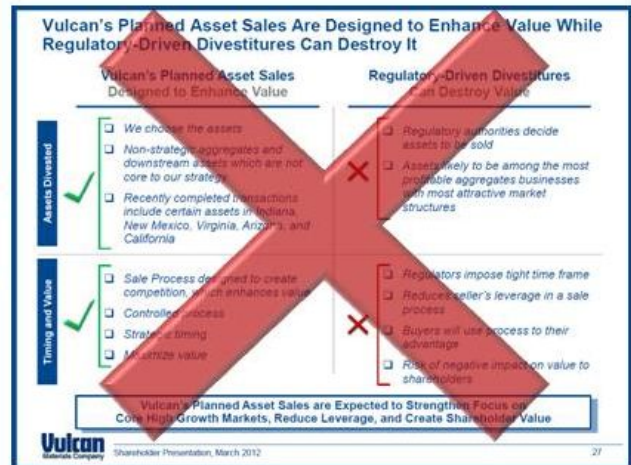 Vulcan's Planned Asset Sales Are Designed to Enhance Value While
Regulatory-Driven Divestitures Can Destroy It
Vulcan's Planned Asset Sales
Designed to Enhance Value
Regulatory-Driven Divestitures
Can Destroy Value
Assets Divested
We choose the assets
Non-strategic aggregates and
downstream assets which are not
core to our strategy
Recently completed transactions
include certain assets in Indiana,
New Mexico, Virginia, Arizona, and
California
Regulatory authorities decide
assets to be sold
Assets likely to be among the most
profitable aggregates businesses
with most attractive market
structures
Timing and Value
Sale Process designed to create
competition, which enhances value
Controlled process
Strategic timing
Maximize value
Regulators impose tight time frame
Reduces seller's leverage in a sale
process
Buyers will use process to their
advantage
Risk of negative impact on value to
shareholders
Vulcan's Planned Asset Sales are Expected to Strengthen Focus on
Core High Growth Markets, Reduce Leverage, and Create Shareholder Value
Vulcan
Materials Company
Shareholder Presentation, March 2012
27